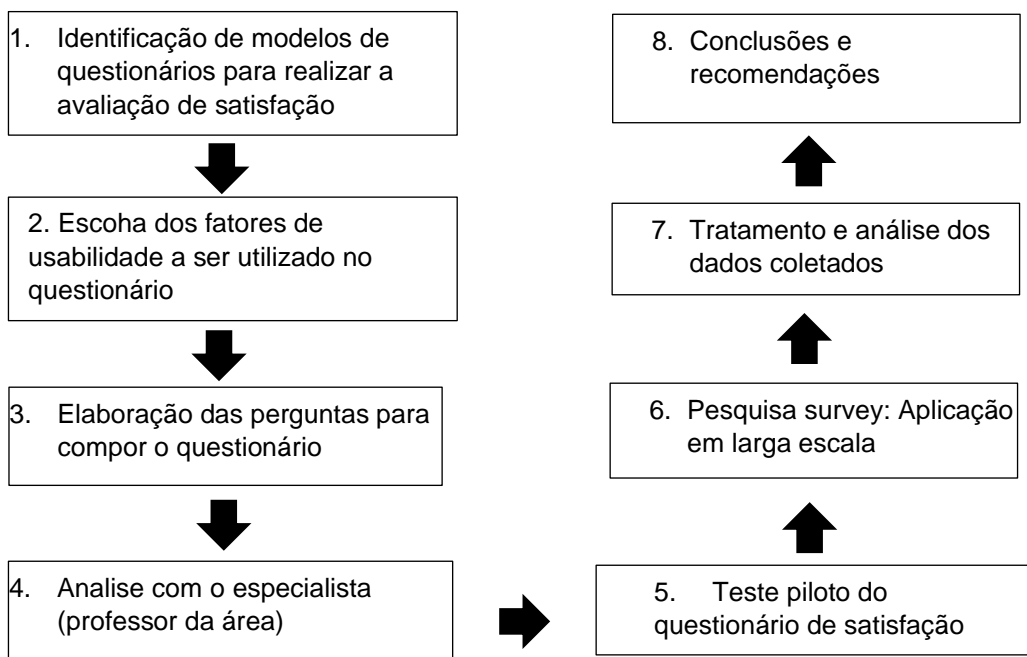 1. Identificação de modelos de
questionários para realizar a
avaliação de satisfação
2. Escoha dos fatores de
usabilidade a ser utilizado no
questionário
3. Elaboração das perguntas para
compor o questionário
4. Analise com o especialista
(professor da área)
5. Teste piloto do
questionário de satisfação
6. Pesquisa survey: Aplicação
em larga escala
7. Tratamento e análise dos
dados coletados
8. Conclusões e
recomendações